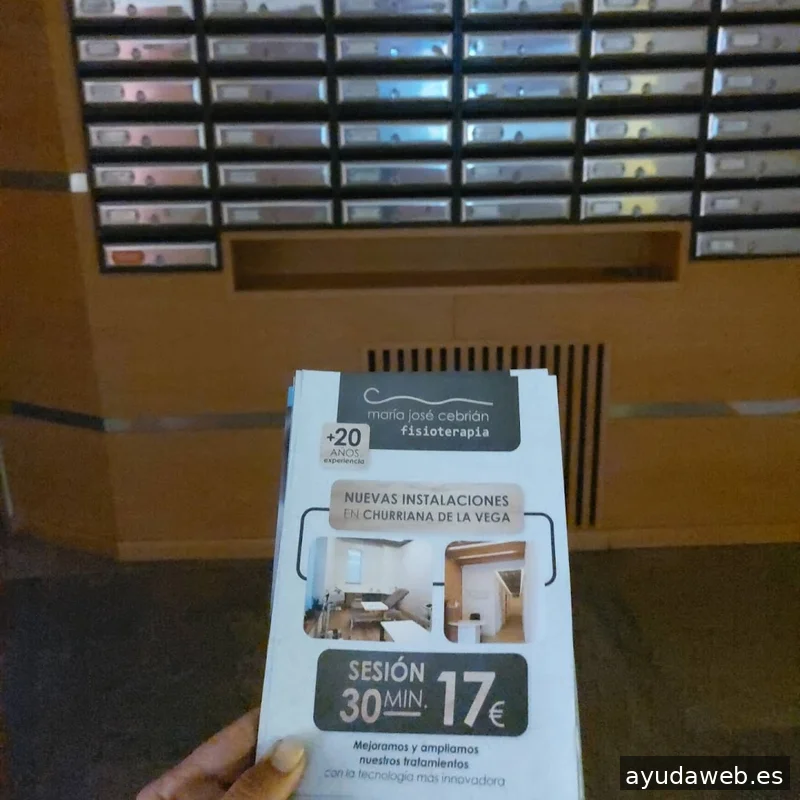 maría josé cebrián
fisioterapia
+20
AÑOS
experiencia
NUEVAS INSTALACIONES
EN CHURRIANA DE LA VEGA
SESIÓN
30 MIN. 17€
Mejoramos y ampliamos
nuestros tratamientos
con la tecnología más innovadora
ayudaweb.es